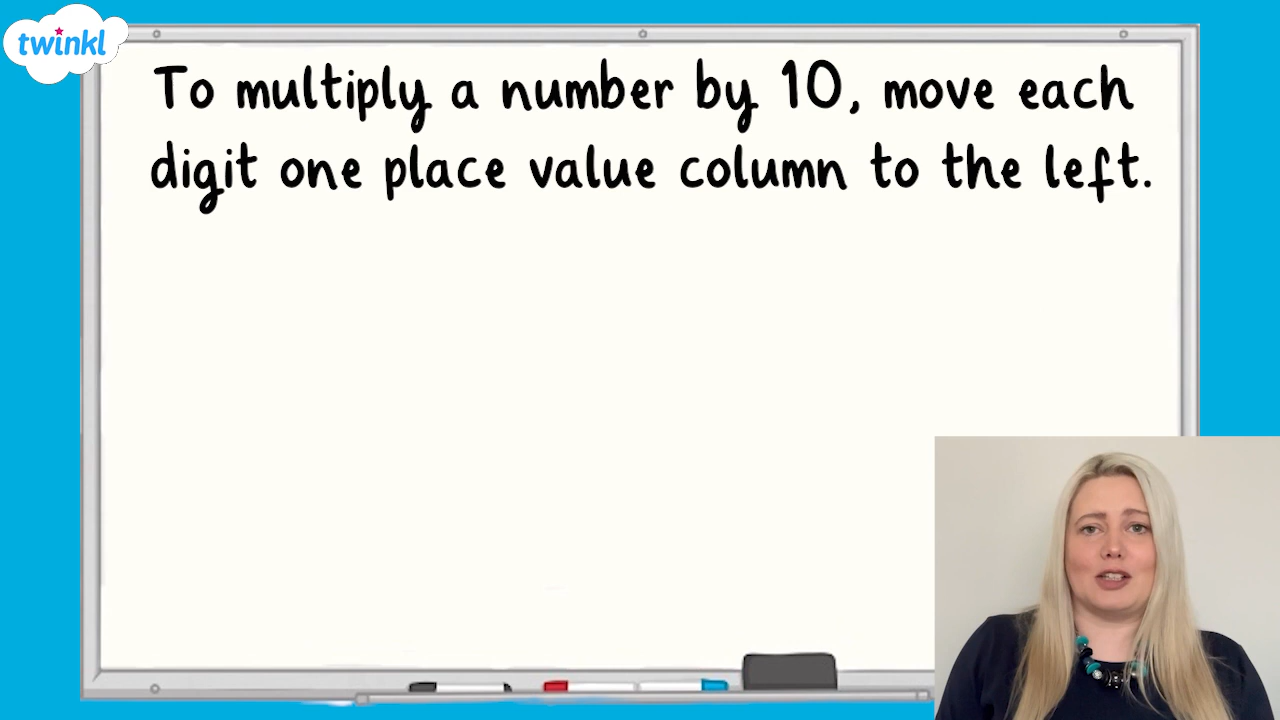 twinkl
To multiply a number by 10, move each
digit one place value column to the left.